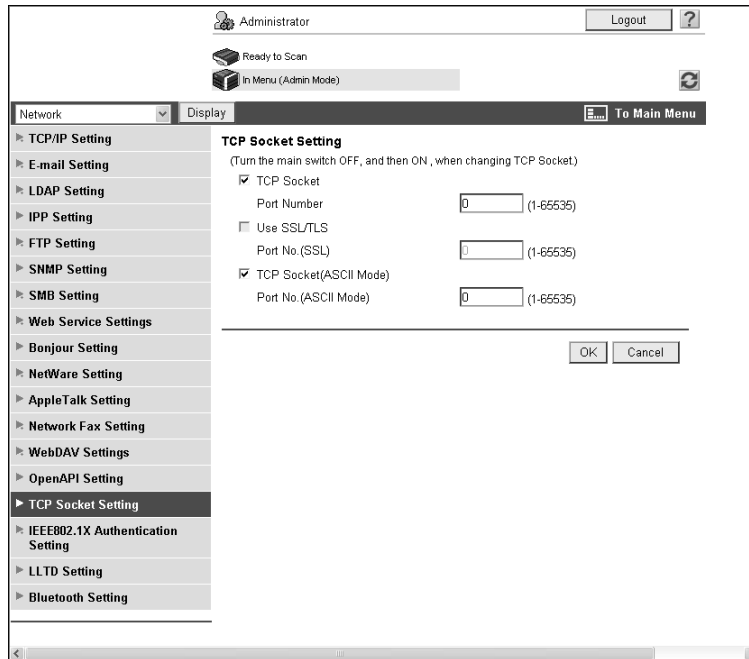 Administrator
Logout
?
Ready to Scan
In Menu (Admin Mode)
Network
Display
To Main Menu
TCP/IP Setting
E-mail Setting
LDAP Setting
IPP Setting
FTP Setting
SNMP Setting
SMB Setting
Web Service Settings
Bonjour Setting
NetWare Setting
AppleTalk Setting
Network Fax Setting
WebDAV Settings
OpenAPI Setting
TCP Socket Setting
IEEE802.1X Authentication
Setting
LLTD Setting
Bluetooth Setting
TCP Socket Setting
(Turn the main switch OFF, and then ON , when changing TCP Socket.)
TCP Socket
Port Number 0 (1-65535)
Use SSL/TLS
Port No.(SSL) 0 (1-65535)
TCP Socket(ASCII Mode)
Port No.(ASCII Mode) 0 (1-65535)
OK Cancel